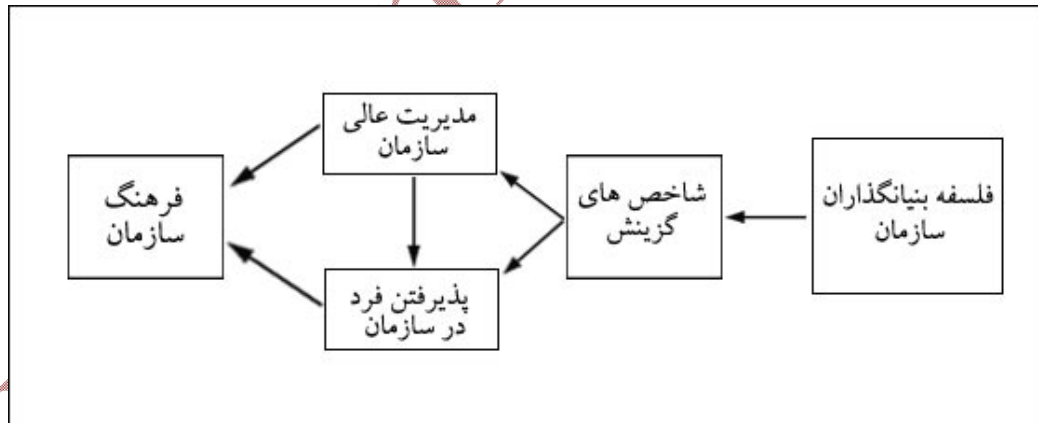 فلسفه بنیانگذاران
سازمان
شاخص های
گزینش
مدیریت عالی
سازمان
پذیرفتن فرد
در سازمان
فرهنگ
سازمان